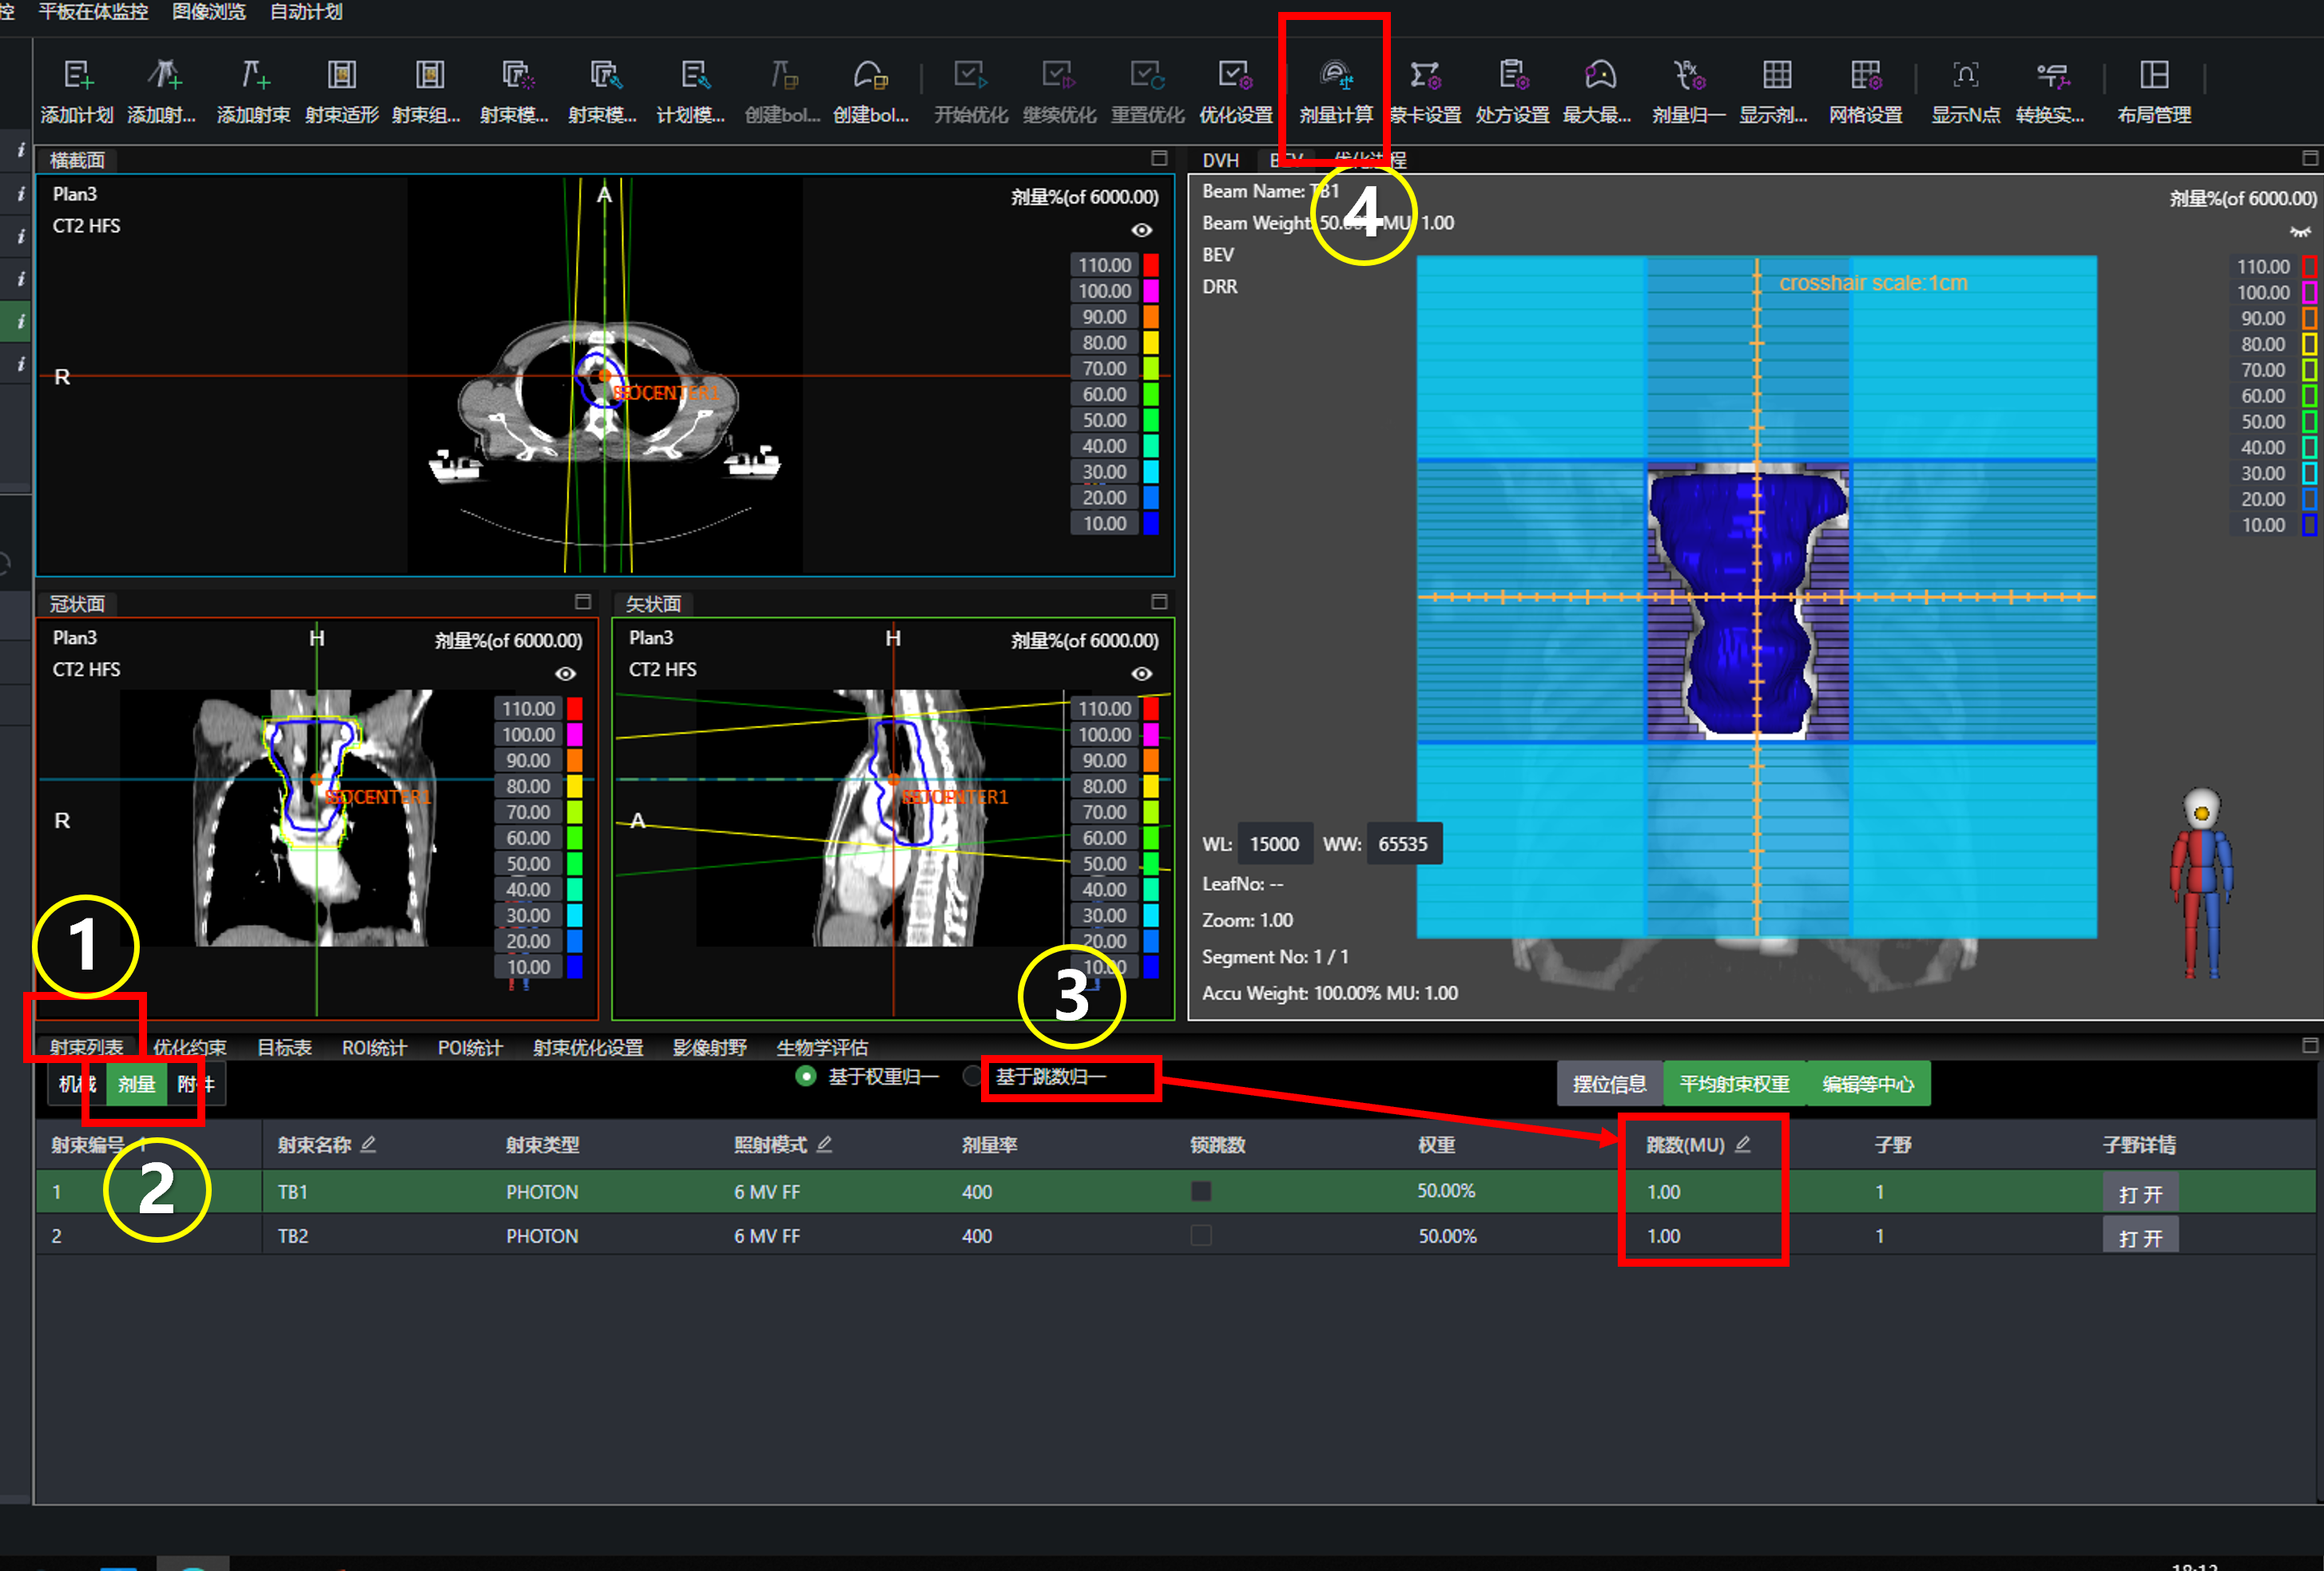 控 平板在体监控 图像浏览 自动计划
添加计划 添加射... 添加射束 射束适形 射束组... 射束模... 射束模... 计划模... 创建bol... 创建bol... 开始优化 继续优化 重置优化 优化设置 剂量计算 蒙卡设置 处方设置 最大最... 剂量归一 显示剂... 网格设置 显示N点 转换实... 布局管理
横截面
Plan3
CT2 HFS
A
R
剂量%(of 6000.00)
110.00
100.00
90.00
80.00
70.00
60.00
50.00
40.00
30.00
20.00
10.00
DVH BEV 优化进程
Beam Name: TB1
Beam Weight: 50.00% MU: 1.00
BEV
DRR
4
剂量%(of 6000.00)
crosshair scale:1cm
110.00
100.00
90.00
80.00
70.00
60.00
50.00
40.00
30.00
20.00
10.00
WL: 15000 WW: 65535
LeafNo: --
Zoom: 1.00
Segment No: 1 / 1
Accu Weight: 100.00% MU: 1.00
冠状面
Plan3
CT2 HFS
H
R
剂量%(of 6000.00)
110.00
100.00
90.00
80.00
70.00
60.00
50.00
40.00
30.00
20.00
10.00
矢状面
Plan3
CT2 HFS
H
A
剂量%(of 6000.00)
110.00
100.00
90.00
80.00
70.00
60.00
50.00
40.00
30.00
20.00
10.00
1
3
射束列表 优化约束 目标表 ROI统计 POI统计 射束优化设置 影像射野 生物学评估
机械 剂量 附件 基于权重归一 基于跳数归一 摆位信息 平均射束权重 编辑等中心
2
射束编号 射束名称 射束类型 照射模式 剂量率 锁跳数 权重 跳数(MU) 子野 子野详情
1 TB1 PHOTON 6 MV FF 400 50.00% 1.00 1 打开
2 TB2 PHOTON 6 MV FF 400 50.00% 1.00 1 打开